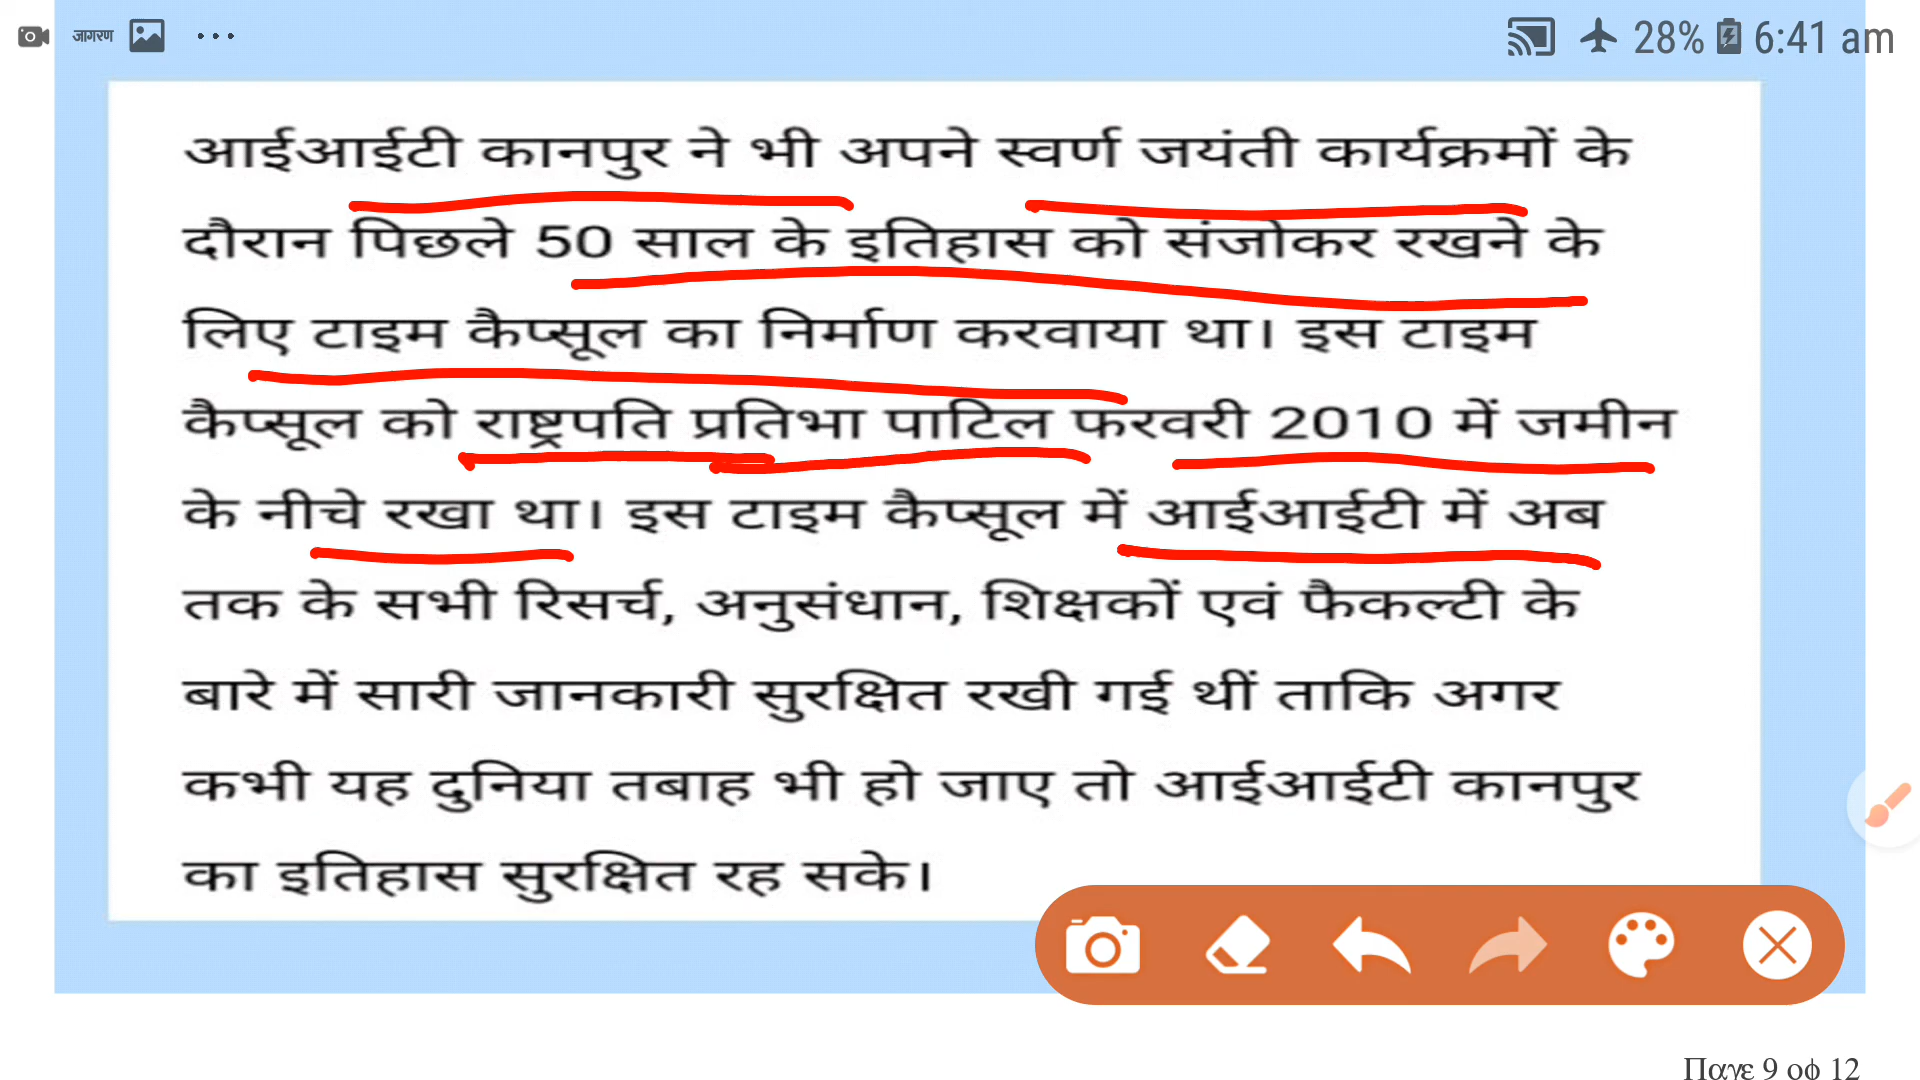 जागरण
28% 6:41 am
आईआईटी कानपुर ने भी अपने स्वर्ण जयंती कार्यक्रमों के
दौरान पिछले 50 साल के इतिहास को संजोकर रखने के
लिए टाइम कैप्सूल का निर्माण करवाया था। इस टाइम
कैप्सूल को राष्ट्रपति प्रतिभा पाटिल फरवरी 2010 में जमीन
के नीचे रखा था। इस टाइम कैप्सूल में आईआईटी में अब
तक के सभी रिसर्च, अनुसंधान, शिक्षकों एवं फैकल्टी के
बारे में सारी जानकारी सुरक्षित रखी गई थीं ताकि अगर
कभी यह दुनिया तबाह भी हो जाए तो आईआईटी कानपुर
का इतिहास सुरक्षित रह सके।
Παγε 9 οϕ 12